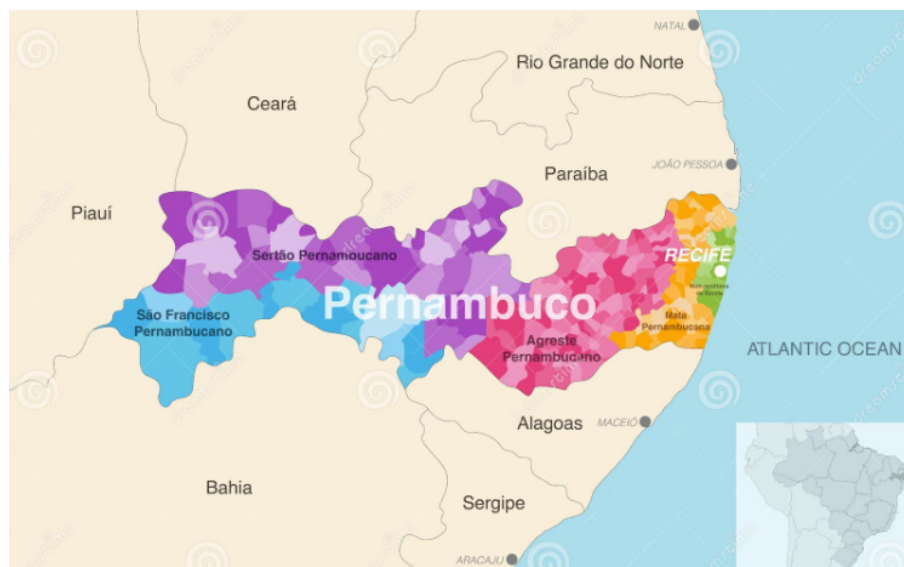 NATAL
Rio Grande do Norte
Ceará
JOÃO PESSOA
Paraíba
Piauí
Sertão Pernamoucano
RECIFE
Pernambuco
São Francisco
Pernambucano
Mata
Pernambucana
Agreste
Pernambucano
ATLANTIC OCEAN
Alagoas
MACEIÓ
Bahia
Sergipe
ARACAJU
dreamstime